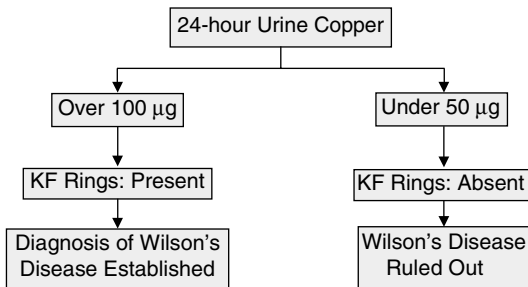 24-hour Urine Copper
Over 100 μg
Under 50 μg
KF Rings: Present
KF Rings: Absent
Diagnosis of Wilson's
Disease Established
Wilson's Disease
Ruled Out